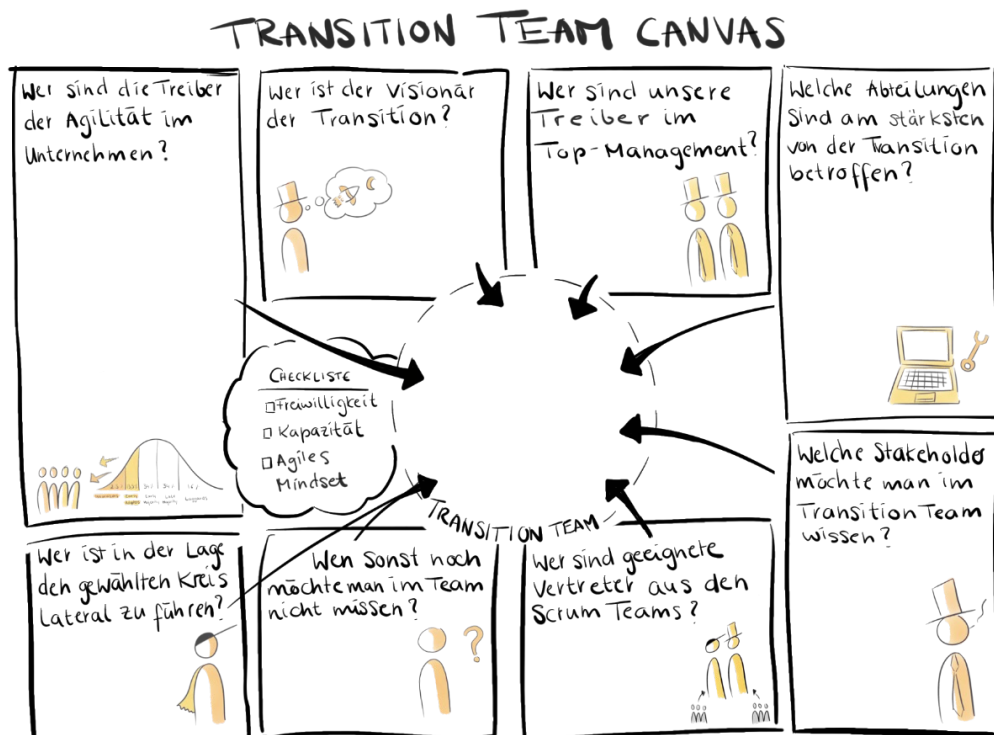 TRANSITION TEAM CANVAS
Wer sind die Treiber
der Agilität im
Unternehmen?
Wer ist der Visionär
der Transition?
Wer sind unsere
Treiber im
Top-Management?
Welche Abteilungen
Sind am stärksten
von der Transition
betroffen?
CHECKLISTE
Freiwilligkeit
Kapazität
Agiles
Mindset
TRANSITION TEAM
Welche Stakeholder
möchte man im
Transition Team
wissen?
Wer ist in der Lage
den gewählten Kreis
Lateral zu führen?
Wen sonst noch
möchte man im Team
nicht missen?
Wer sind geeignete
Vertreter aus den
Scrum Teams?